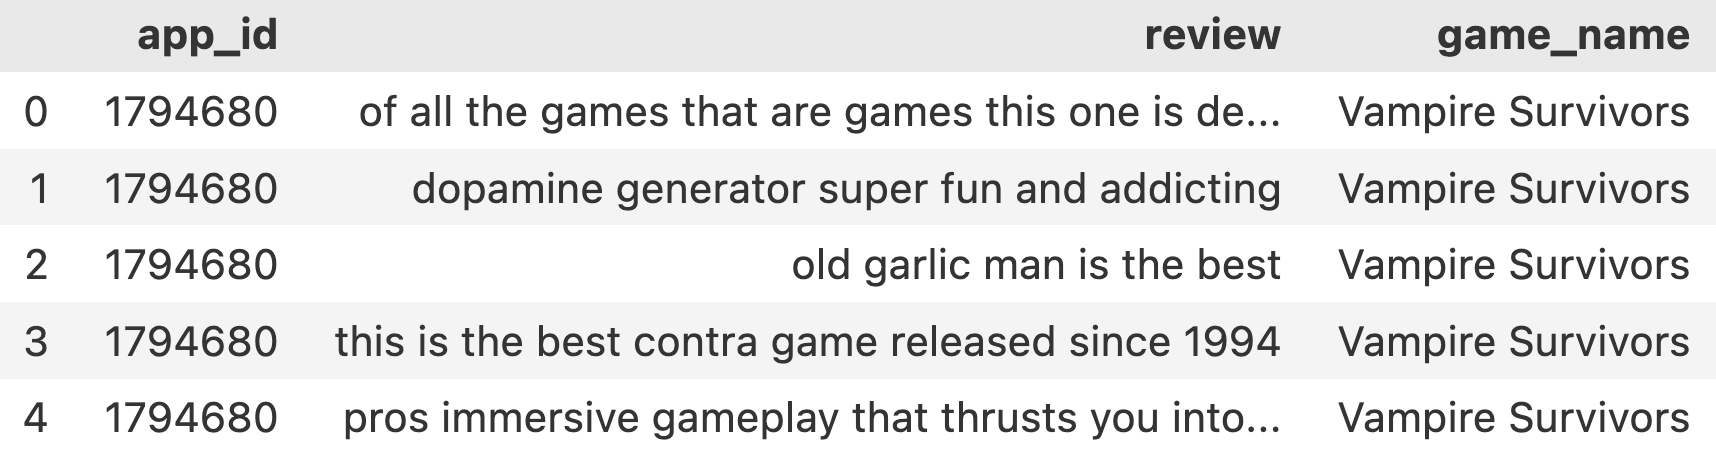 app_id review game_name
0 1794680 of all the games that are games this one is de... Vampire Survivors
1 1794680 dopamine generator super fun and addicting Vampire Survivors
2 1794680 old garlic man is the best Vampire Survivors
3 1794680 this is the best contra game released since 1994 Vampire Survivors
4 1794680 pros immersive gameplay that thrusts you into... Vampire Survivors